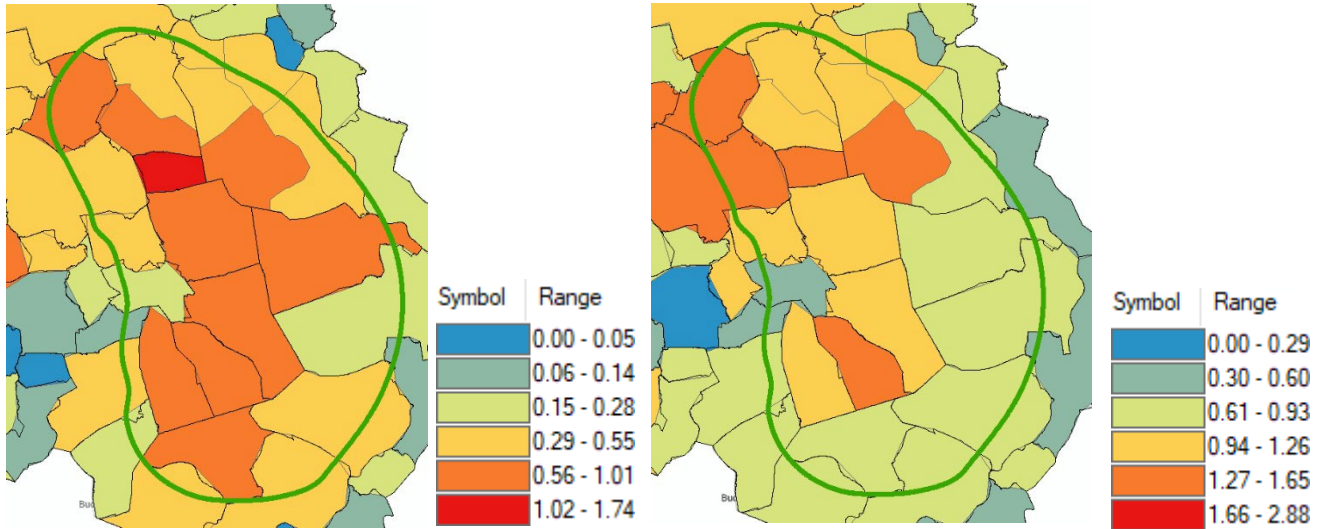 Symbol Range
0.00 - 0.05
0.06 - 0.14
0.15 - 0.28
0.29 - 0.55
0.56 - 1.01
1.02 - 1.74
Symbol Range
0.00 - 0.29
0.30 - 0.60
0.61 - 0.93
0.94 - 1.26
1.27 - 1.65
1.66 - 2.88